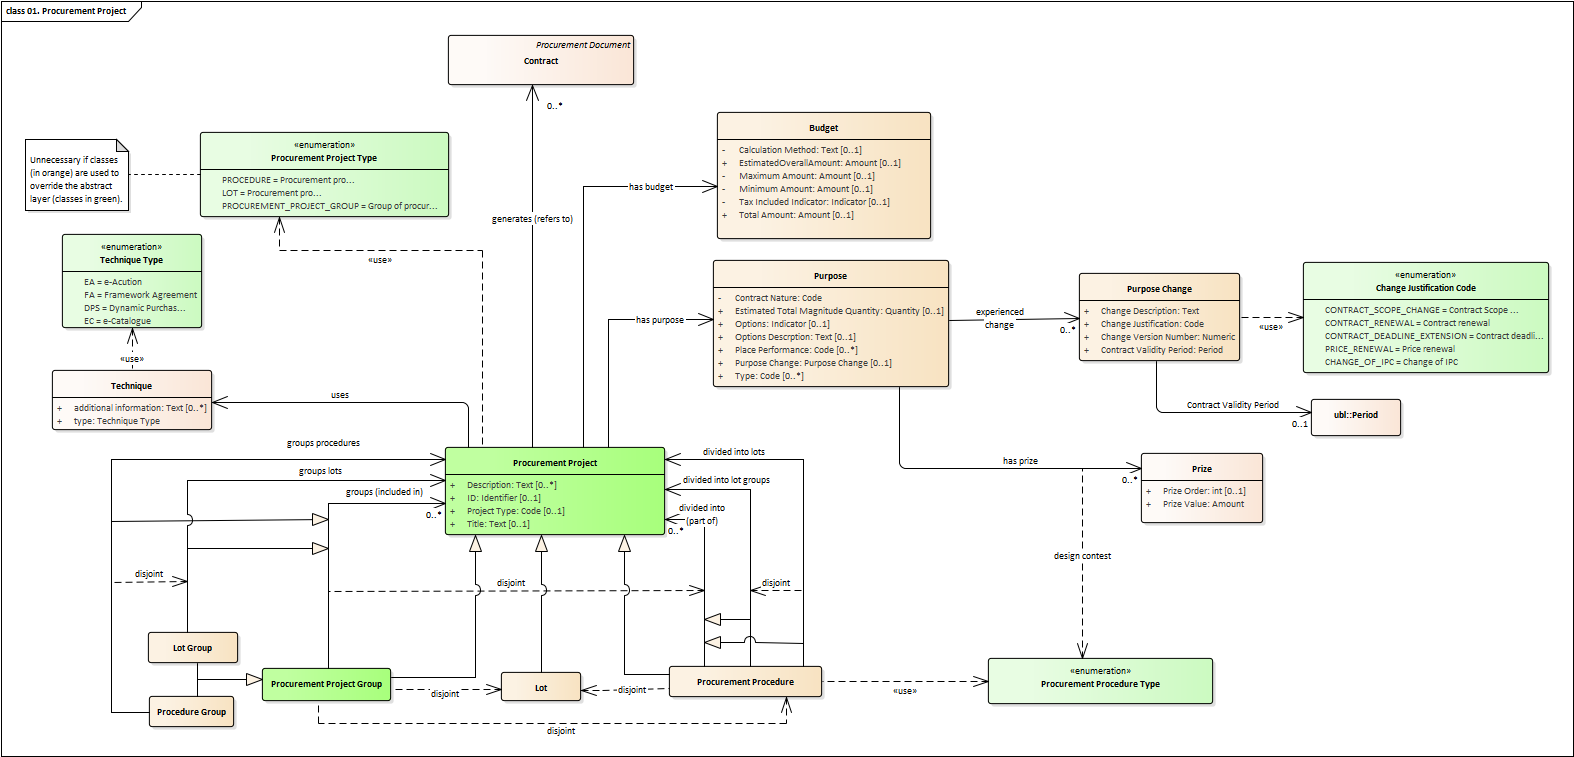 class 01. Procurement Project
Procurement Document
Contract
0..*
Budget
- Calculation Method: Text [0..1]
+ EstimatedOverallAmount: Amount [0..1]
- Maximum Amount: Amount [0..1]
- Minimum Amount: Amount [0..1]
- Tax Included Indicator: Indicator [0..1]
+ Total Amount: Amount [0..1]
«enumeration»
Procurement Project Type
PROCEDURE = Procurement pro...
LOT = Procurement pro...
PROCUREMENT_PROJECT_GROUP = Group of procur...
Unnecessary if classes
(in orange) are used to
override the abstract
layer (classes in green).
has budget
generates (refers to)
«use»
«enumeration»
Technique Type
EA = e-Acution
FA = Framework Agreement
DPS = Dynamic Purchas...
EC = e-Catalogue
«use»
Purpose
- Contract Nature: Code
+ Estimated Total Magnitude Quantity: Quantity [0..1]
+ Options: Indicator [0..1]
+ Options Descrption: Text [0..1]
+ Place Performance: Code [0..*]
+ Purpose Change: Purpose Change [0..1]
+ Type: Code [0..*]
has purpose
experienced
change
0..*
Purpose Change
+ Change Description: Text
+ Change Justification: Code
+ Change Version Number: Numeric
+ Contract Validity Period: Period
«use»
«enumeration»
Change Justification Code
CONTRACT_SCOPE_CHANGE = Contract Scope ...
CONTRACT_RENEWAL = Contract renewal
CONTRACT_DEADLINE_EXTENSION = Contract deadli...
PRICE_RENEWAL = Price renewal
CHANGE_OF_IPC = Change of IPC
Technique
+ additional information: Text [0..*]
+ type: Technique Type
uses
Contract Validity Period
0..1
ubl::Period
groups procedures
groups lots
groups (included in)
0..*
Procurement Project
+ Description: Text [0..*]
+ ID: Identifier [0..1]
+ Project Type: Code [0..1]
+ Title: Text [0..1]
divided into lots
divided into lot groups
divided into
(part of)
0..*
has prize
0..*
Prize
+ Prize Order: int [0..1]
+ Prize Value: Amount
design contest
disjoint
disjoint
disjoint
Lot Group
Procurement Project Group
Procedure Group
disjoint
Lot
disjoint
Procurement Procedure
«use»
«enumeration»
Procurement Procedure Type
disjoint